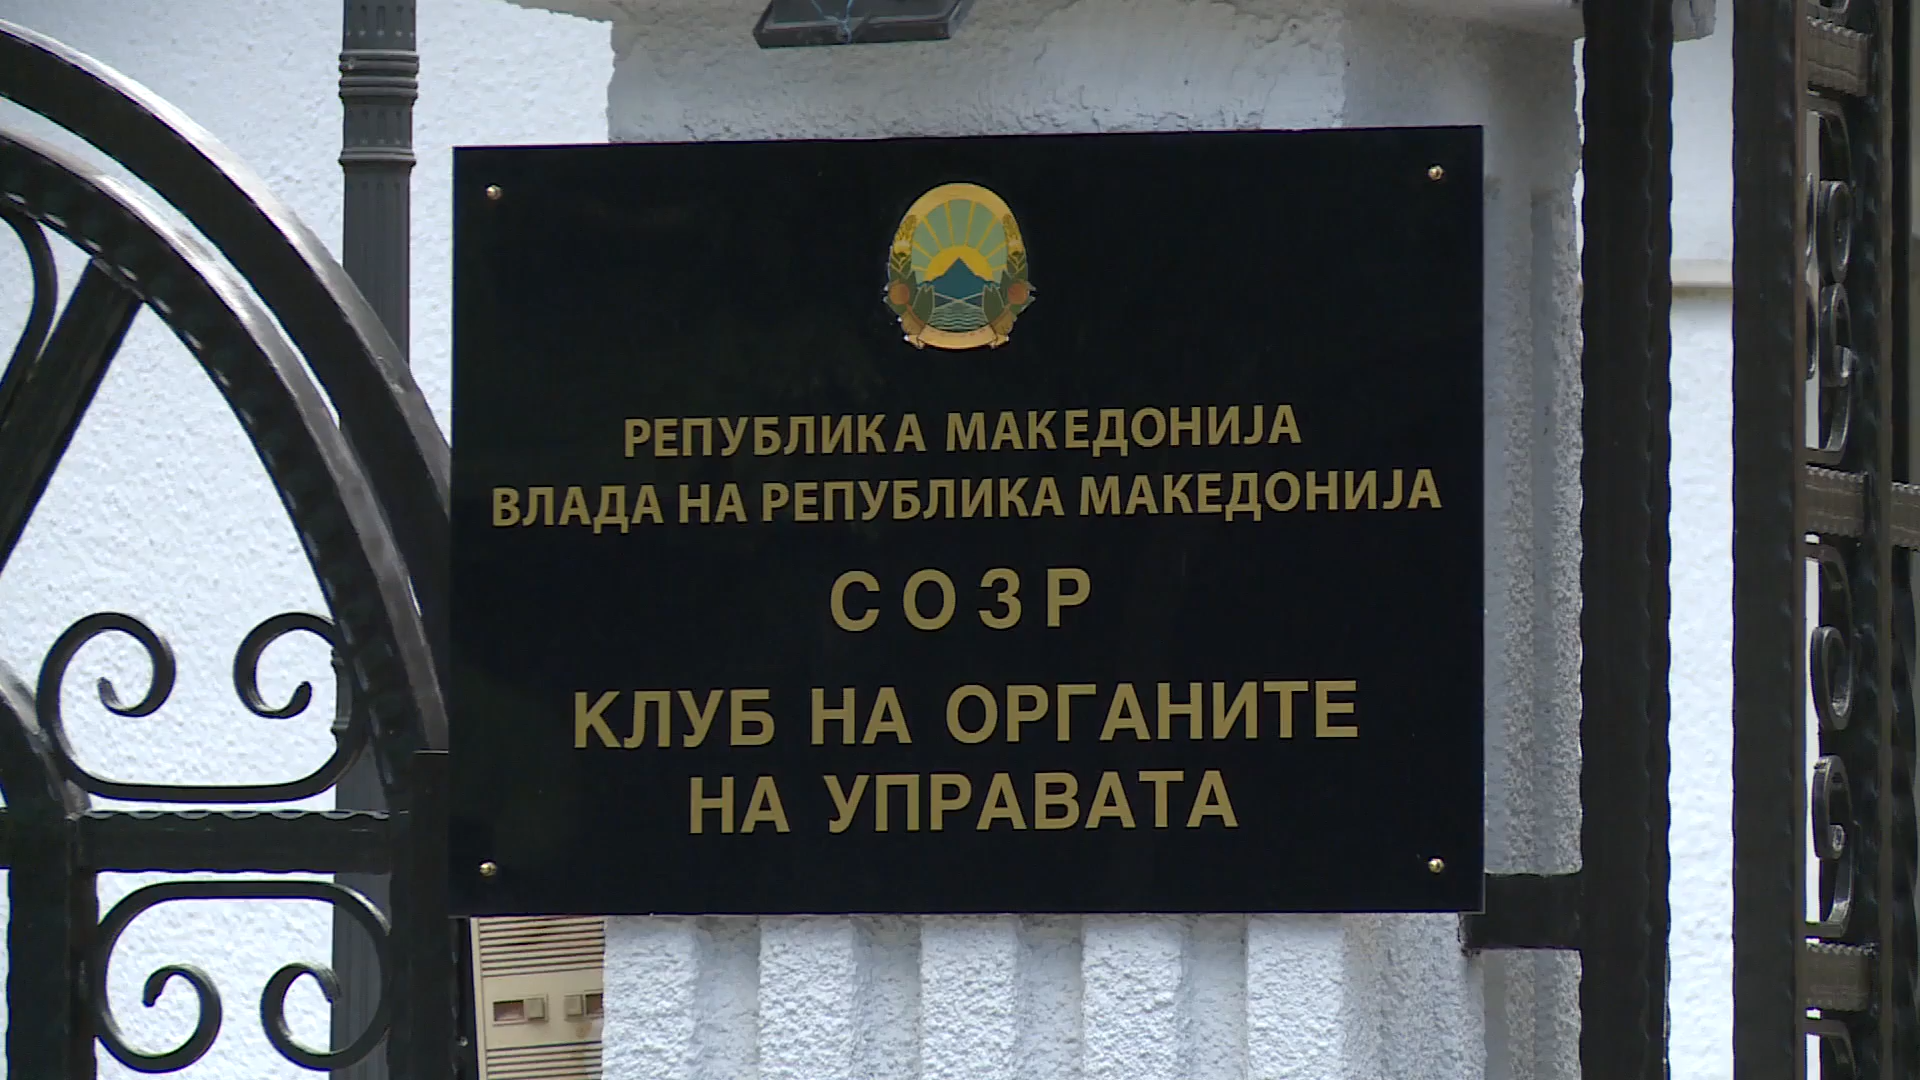 РЕПУБЛИКА МАКЕДОНИЈА
ВЛАДА НА РЕПУБЛИКА МАКЕДОНИЈА
СОЗР
КЛУБ НА ОРГАНИТЕ
НА УПРАВАТА